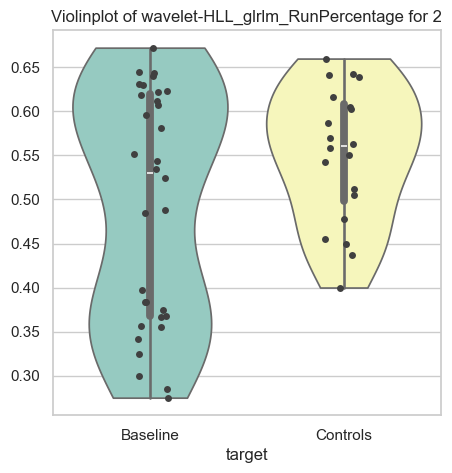 Violinplot of wavelet-HLL_glrlm_RunPercentage for 2
0.65
0.60
0.55
0.50
0.45
0.40
0.35
0.30
Baseline
Controls
target